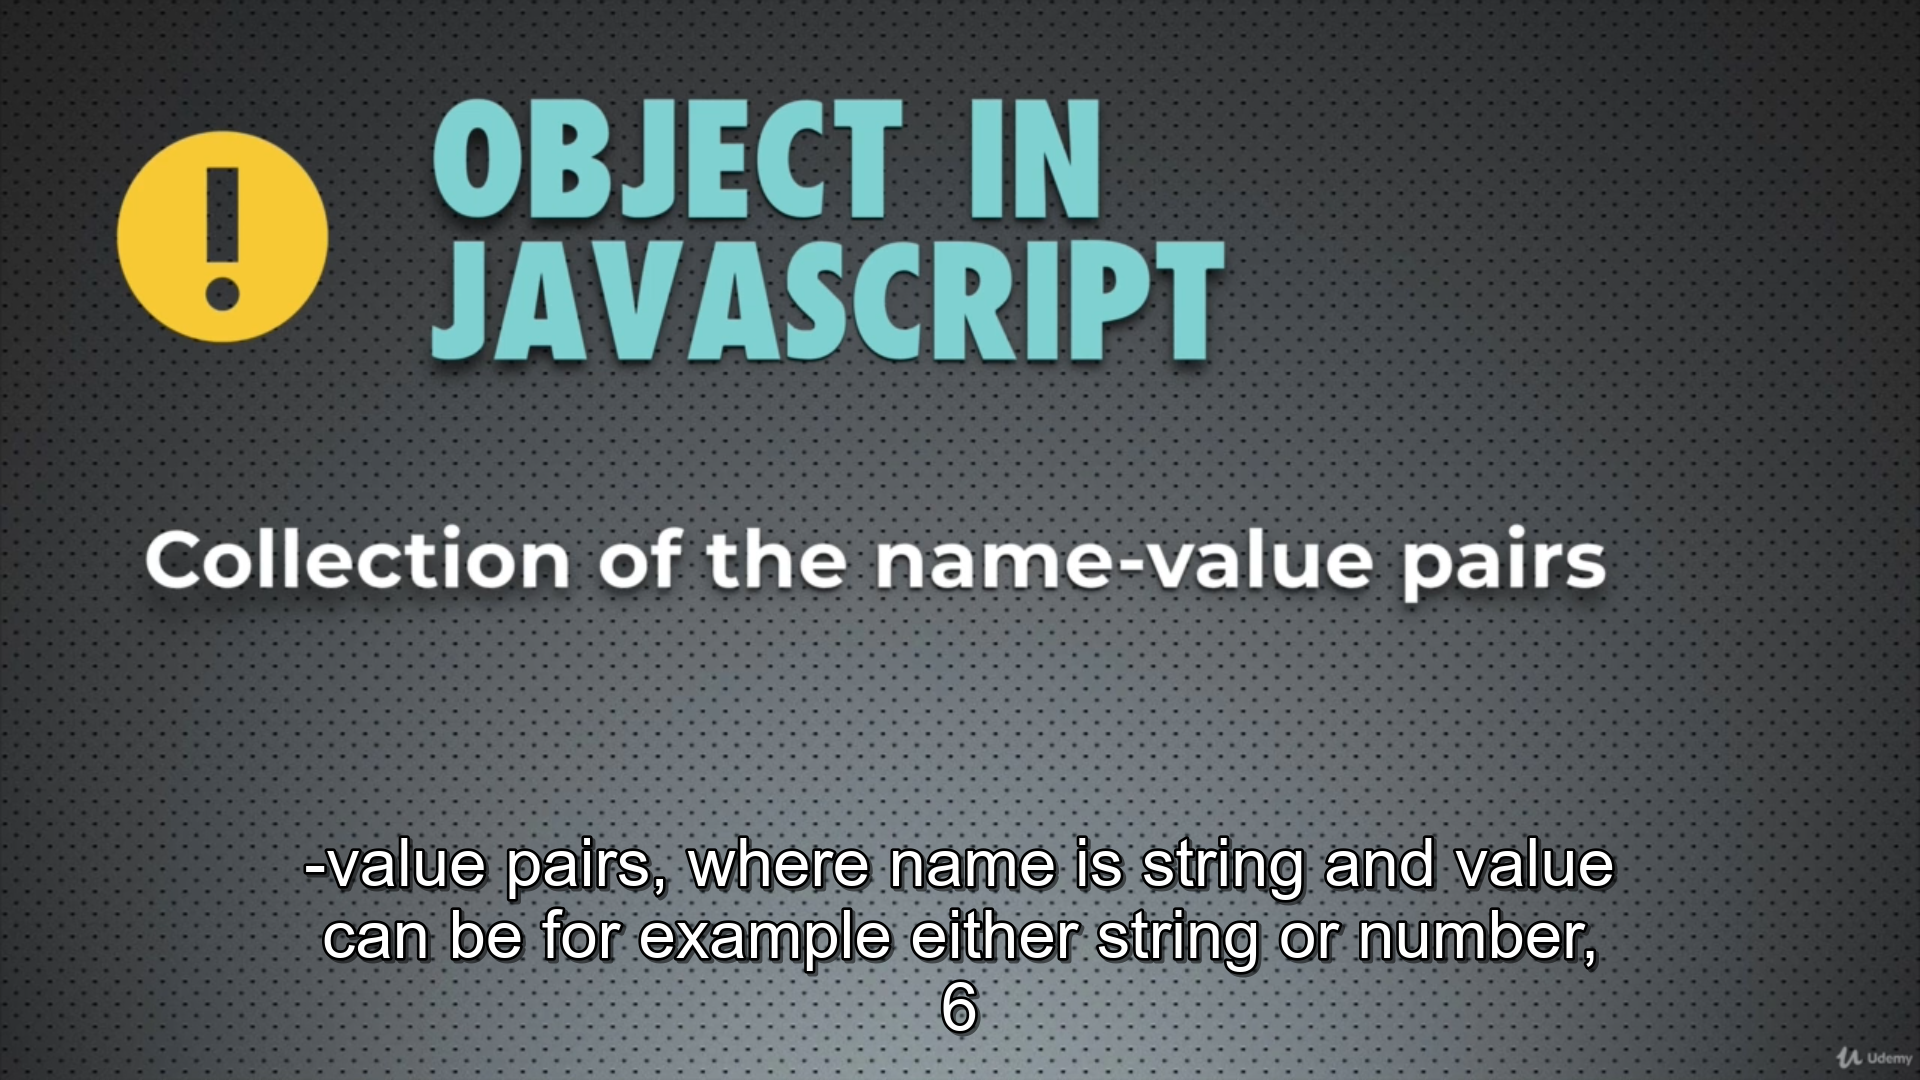 OBJECT IN
JAVASCRIPT
Collection of the name-value pairs
-value pairs, where name is string and value
can be for example either string or number,
6
Udemy